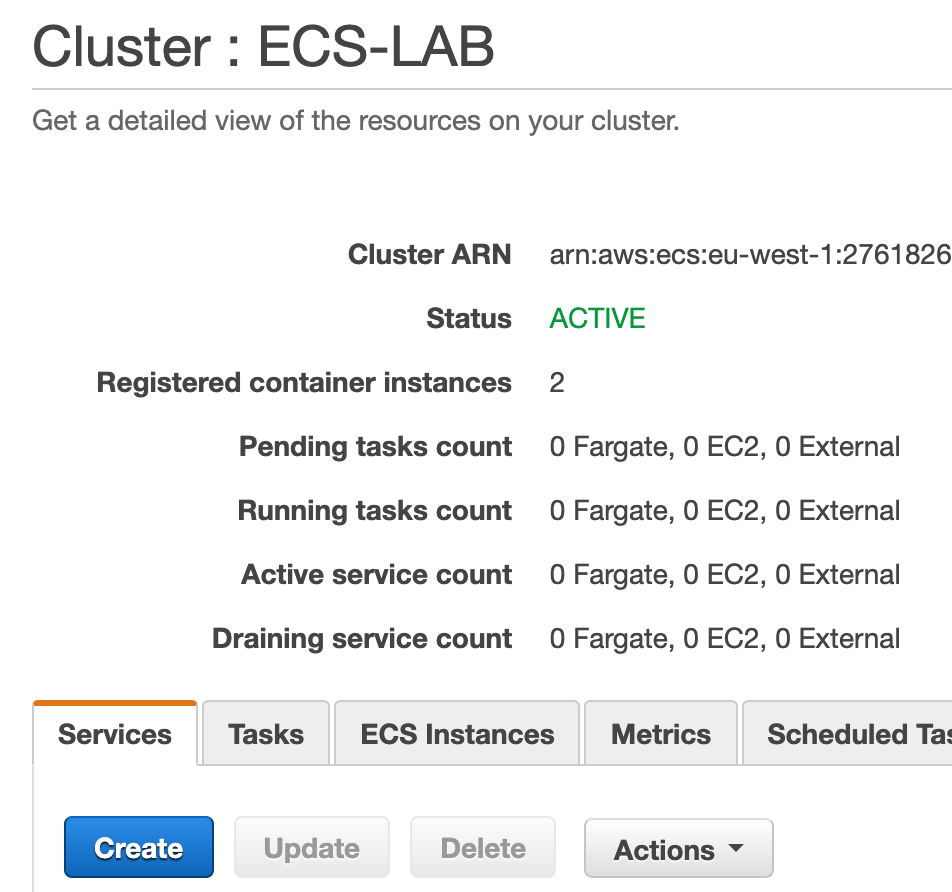 Cluster : ECS-LAB
Get a detailed view of the resources on your cluster.
Cluster ARN arn:aws:ecs:eu-west-1:2761826
Status ACTIVE
Registered container instances 2
Pending tasks count 0 Fargate, 0 EC2, 0 External
Running tasks count 0 Fargate, 0 EC2, 0 External
Active service count 0 Fargate, 0 EC2, 0 External
Draining service count 0 Fargate, 0 EC2, 0 External
Services Tasks ECS Instances Metrics Scheduled Tas
Create Update Delete Actions